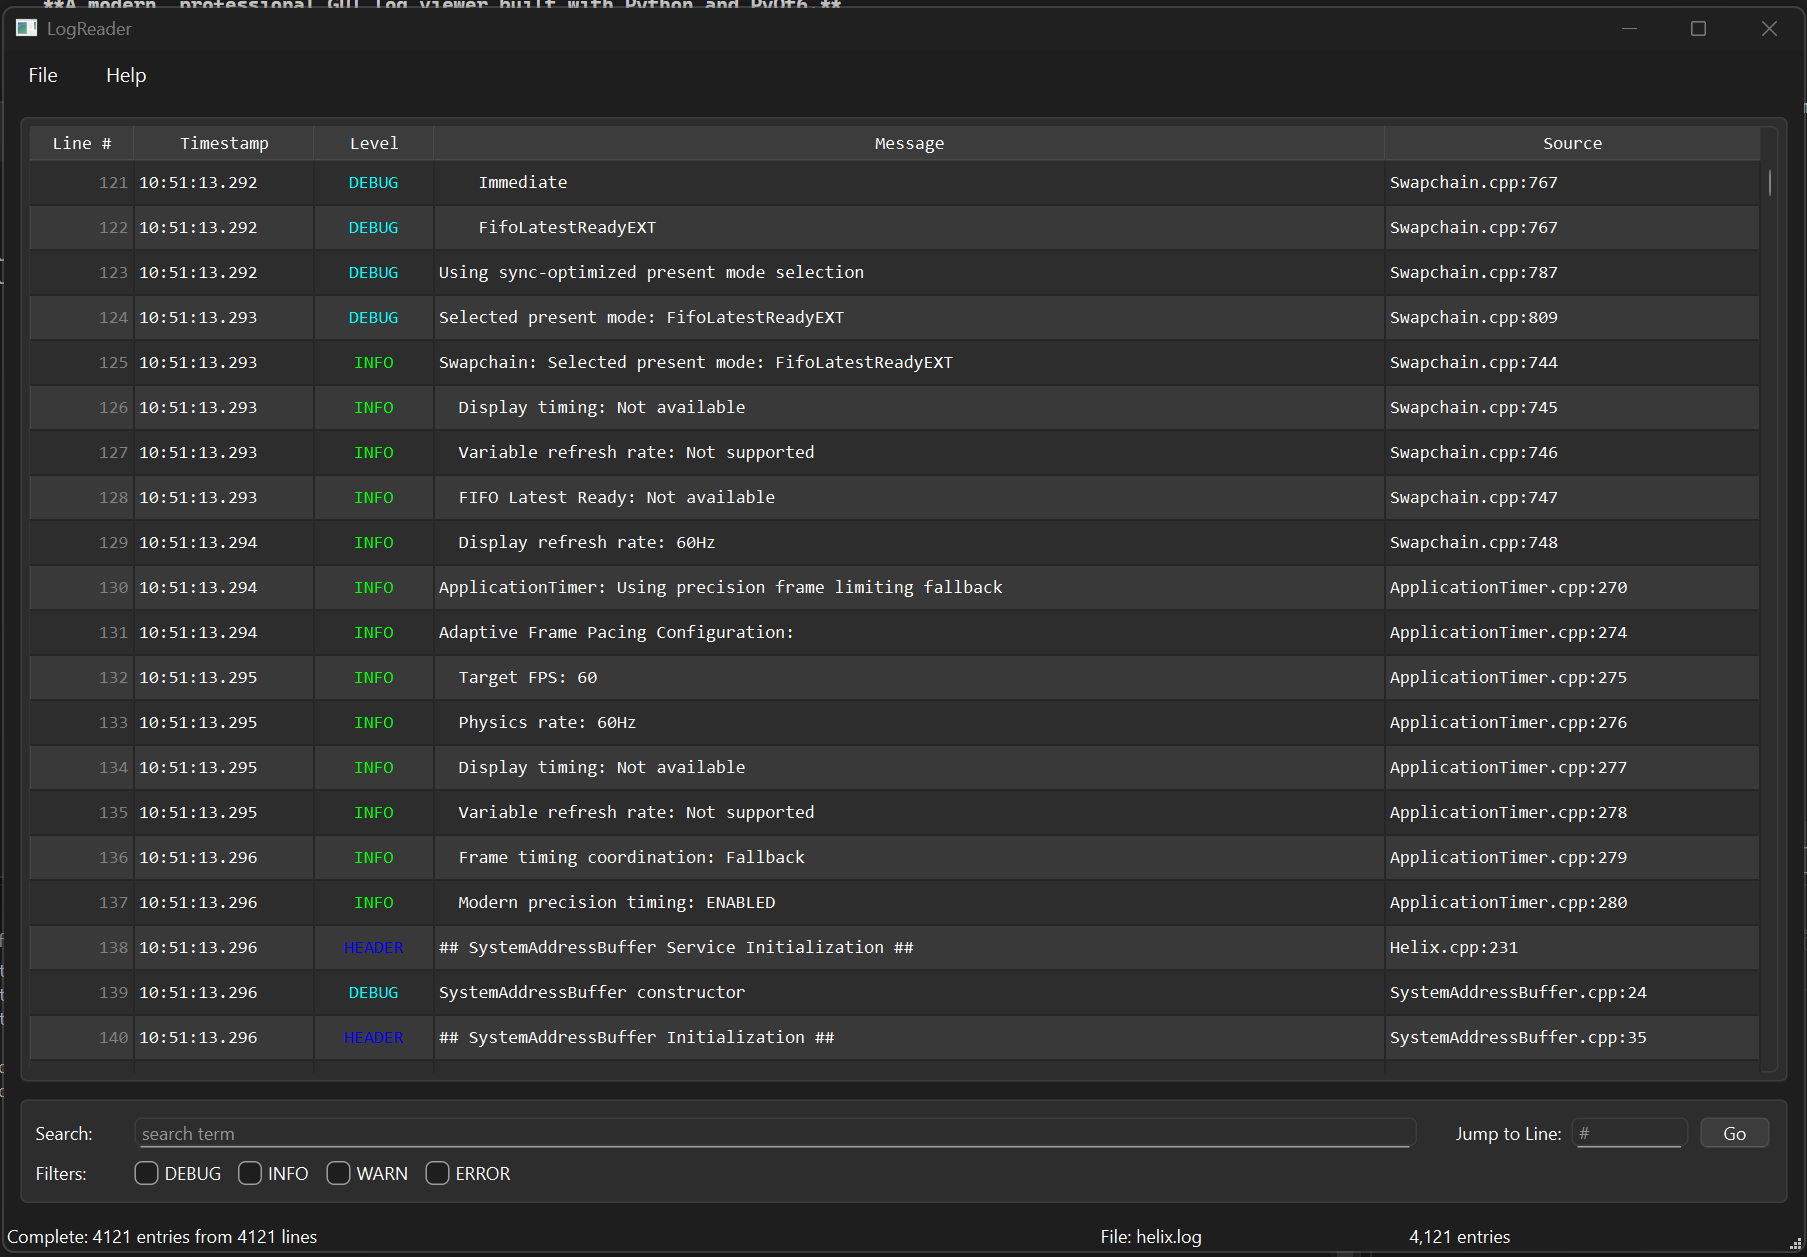 **A modern, professional GUI log viewer built with Python and PyQt6.**
LogReader
File Help
Line # Timestamp Level Message Source
121 10:51:13.292 DEBUG Immediate Swapchain.cpp:767
122 10:51:13.292 DEBUG FifoLatestReadyEXT Swapchain.cpp:767
123 10:51:13.292 DEBUG Using sync-optimized present mode selection Swapchain.cpp:787
124 10:51:13.293 DEBUG Selected present mode: FifoLatestReadyEXT Swapchain.cpp:809
125 10:51:13.293 INFO Swapchain: Selected present mode: FifoLatestReadyEXT Swapchain.cpp:744
126 10:51:13.293 INFO Display timing: Not available Swapchain.cpp:745
127 10:51:13.293 INFO Variable refresh rate: Not supported Swapchain.cpp:746
128 10:51:13.293 INFO FIFO Latest Ready: Not available Swapchain.cpp:747
129 10:51:13.294 INFO Display refresh rate: 60Hz Swapchain.cpp:748
130 10:51:13.294 INFO ApplicationTimer: Using precision frame limiting fallback ApplicationTimer.cpp:270
131 10:51:13.294 INFO Adaptive Frame Pacing Configuration: ApplicationTimer.cpp:274
132 10:51:13.295 INFO Target FPS: 60 ApplicationTimer.cpp:275
133 10:51:13.295 INFO Physics rate: 60Hz ApplicationTimer.cpp:276
134 10:51:13.295 INFO Display timing: Not available ApplicationTimer.cpp:277
135 10:51:13.295 INFO Variable refresh rate: Not supported ApplicationTimer.cpp:278
136 10:51:13.296 INFO Frame timing coordination: Fallback ApplicationTimer.cpp:279
137 10:51:13.296 INFO Modern precision timing: ENABLED ApplicationTimer.cpp:280
138 10:51:13.296 HEADER ## SystemAddressBuffer Service Initialization ## Helix.cpp:231
139 10:51:13.296 DEBUG SystemAddressBuffer constructor SystemAddressBuffer.cpp:24
140 10:51:13.296 HEADER ## SystemAddressBuffer Initialization ## SystemAddressBuffer.cpp:35
Search: search term Jump to Line: # Go
Filters: DEBUG INFO WARN ERROR
Complete: 4121 entries from 4121 lines File: helix.log 4,121 entries